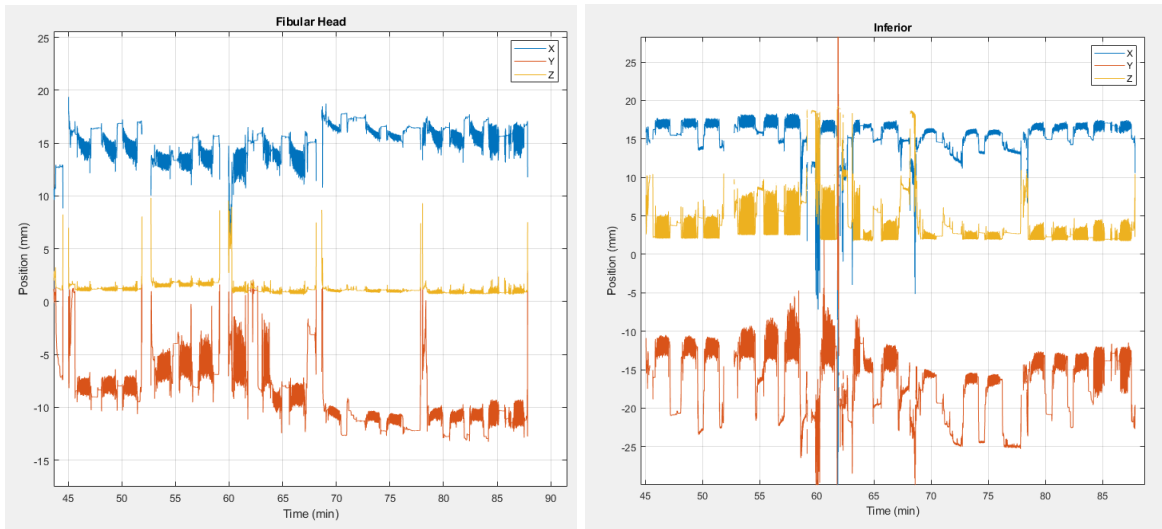 Fibular Head
25
20
15
10
5
0
-5
-10
-15
Position (mm)
45 50 55 60 65 70 75 80 85 90
Time (min)
X
Y
Z
Inferior
25
20
15
10
5
0
-5
-10
-15
-20
-25
Position (mm)
45 50 55 60 65 70 75 80 85
Time (min)
X
Y
Z